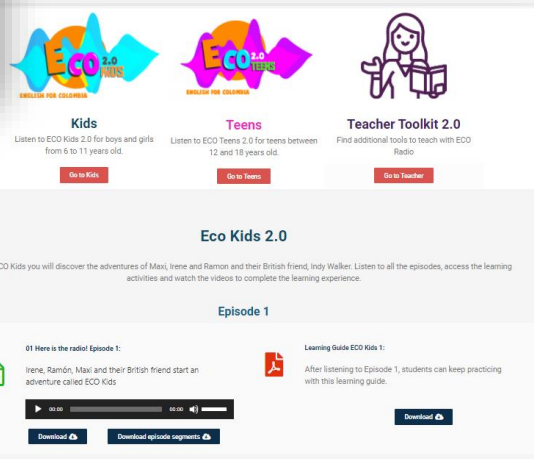 ECO 2.0 KIDS
ENGLISH FOR COLOMBIA
ECO 2.0 TEENS
ENGLISH FOR COLOMBIA
Kids
Listen to ECO Kids 2.0 for boys and girls
from 6 to 11 years old.
Go to Kids
Teens
Listen to ECO Teens 2.0 for teens between
12 and 18 years old.
Go to Teens
Teacher Toolkit 2.0
Find additional tools to teach with ECO
Radio
Go to Teacher
Eco Kids 2.0
CO Kids you will discover the adventures of Maxi, Irene and Ramon and their British friend, Indy Walker. Listen to all the episodes, access the learning
activities and watch the videos to complete the learning experience.
Episode 1
01 Here is the radio! Episode 1:
Irene, Ramón, Maxi and their British friend start an
adventure called ECO Kids
00:00 00:00
Download
Download episode segments
Learning Guide ECO Kids 1:
After listening to Episode 1, students can keep practicing
with this learning guide.
Download